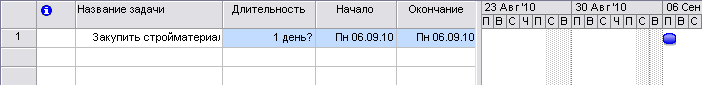 Название задачи Длительность Начало Окончание 23 Авг '10 30 Авг '10 06 Сен
П В С Ч П С В П В С Ч П С В П В С
1 Закупить стройматериал 1 день? Пн 06.09.10 Пн 06.09.10